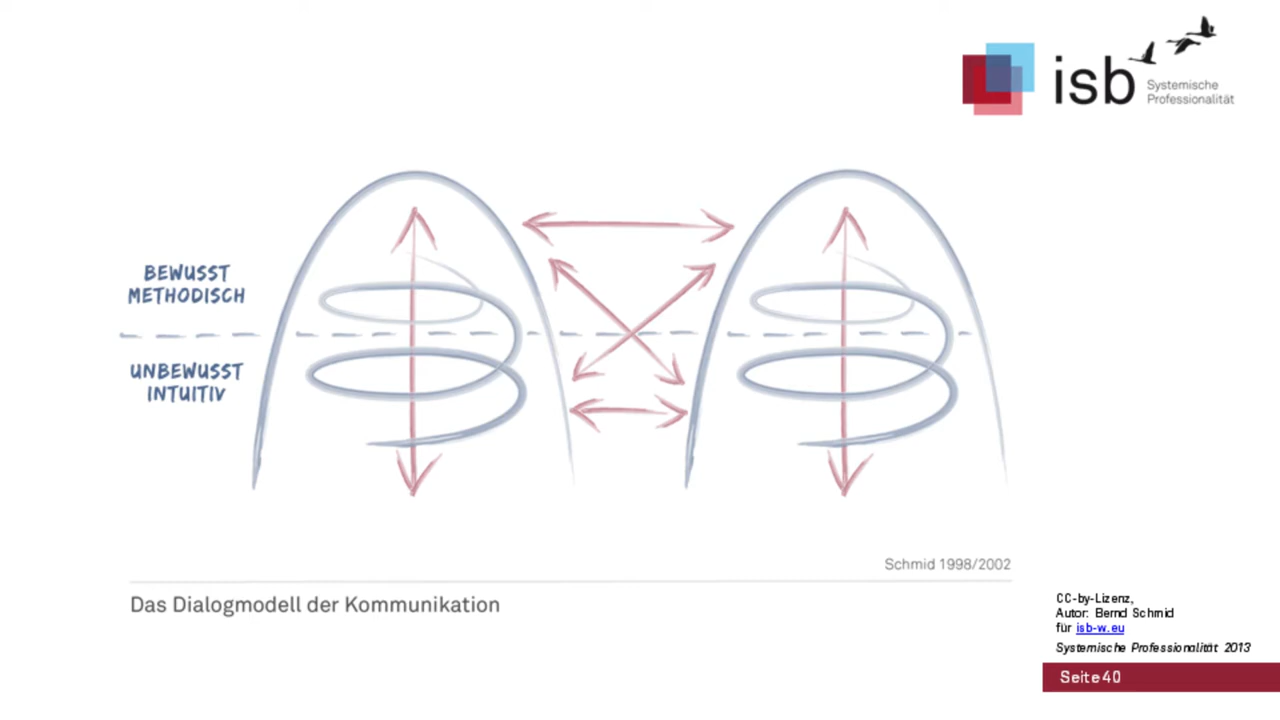 isb
Systemische
Professionalität
BEWUSST
METHODISCH
UNBEWUSST
INTUITIV
Schmid 1998/2002
Das Dialogmodell der Kommunikation
CC-by-Lizenz,
Autor: Bernd Schmid
für isb-w.eu
Systemische Professionalität 2013
Seite 40